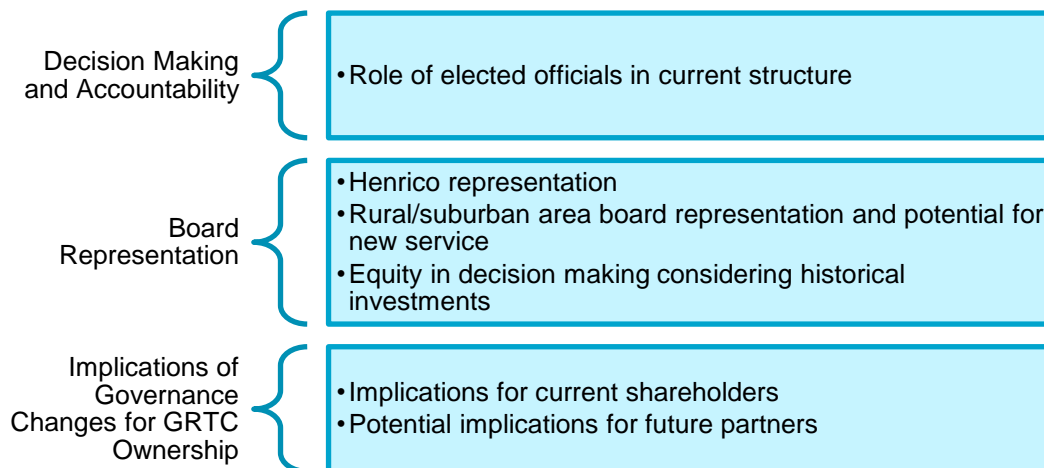 Decision Making
and Accountability
•Role of elected officials in current structure
Board
Representation
•Henrico representation
•Rural/suburban area board representation and potential for
new service
•Equity in decision making considering historical
investments
Implications of
Governance
Changes for GRTC
Ownership
•Implications for current shareholders
•Potential implications for future partners